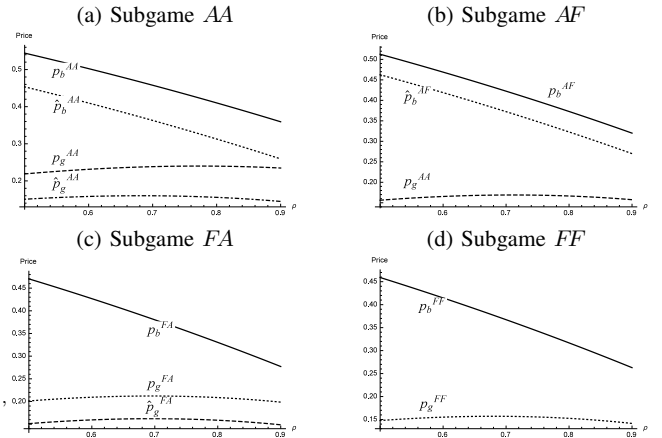 (a) Subgame AA
Price
0.5
0.4
0.3
0.2
p_b^AA
p̂_b^AA
p_g^AA
p̂_g^AA
0.6 0.7 0.8 0.9 ρ
(b) Subgame AF
Price
0.50
0.45
0.40
0.35
0.30
0.25
0.20
p_b^AF
p̂_b^AF
p_g^AA
0.6 0.7 0.8 0.9 ρ
(c) Subgame FA
Price
0.45
0.40
0.35
0.30
0.25
, 0.20
p_b^FA
p_g^FA
p̂_g^FA
0.6 0.7 0.8 0.9 ρ
(d) Subgame FF
Price
0.45
0.40
0.35
0.30
0.25
0.20
0.15
p_b^FF
p_g^FF
0.6 0.7 0.8 0.9 ρ